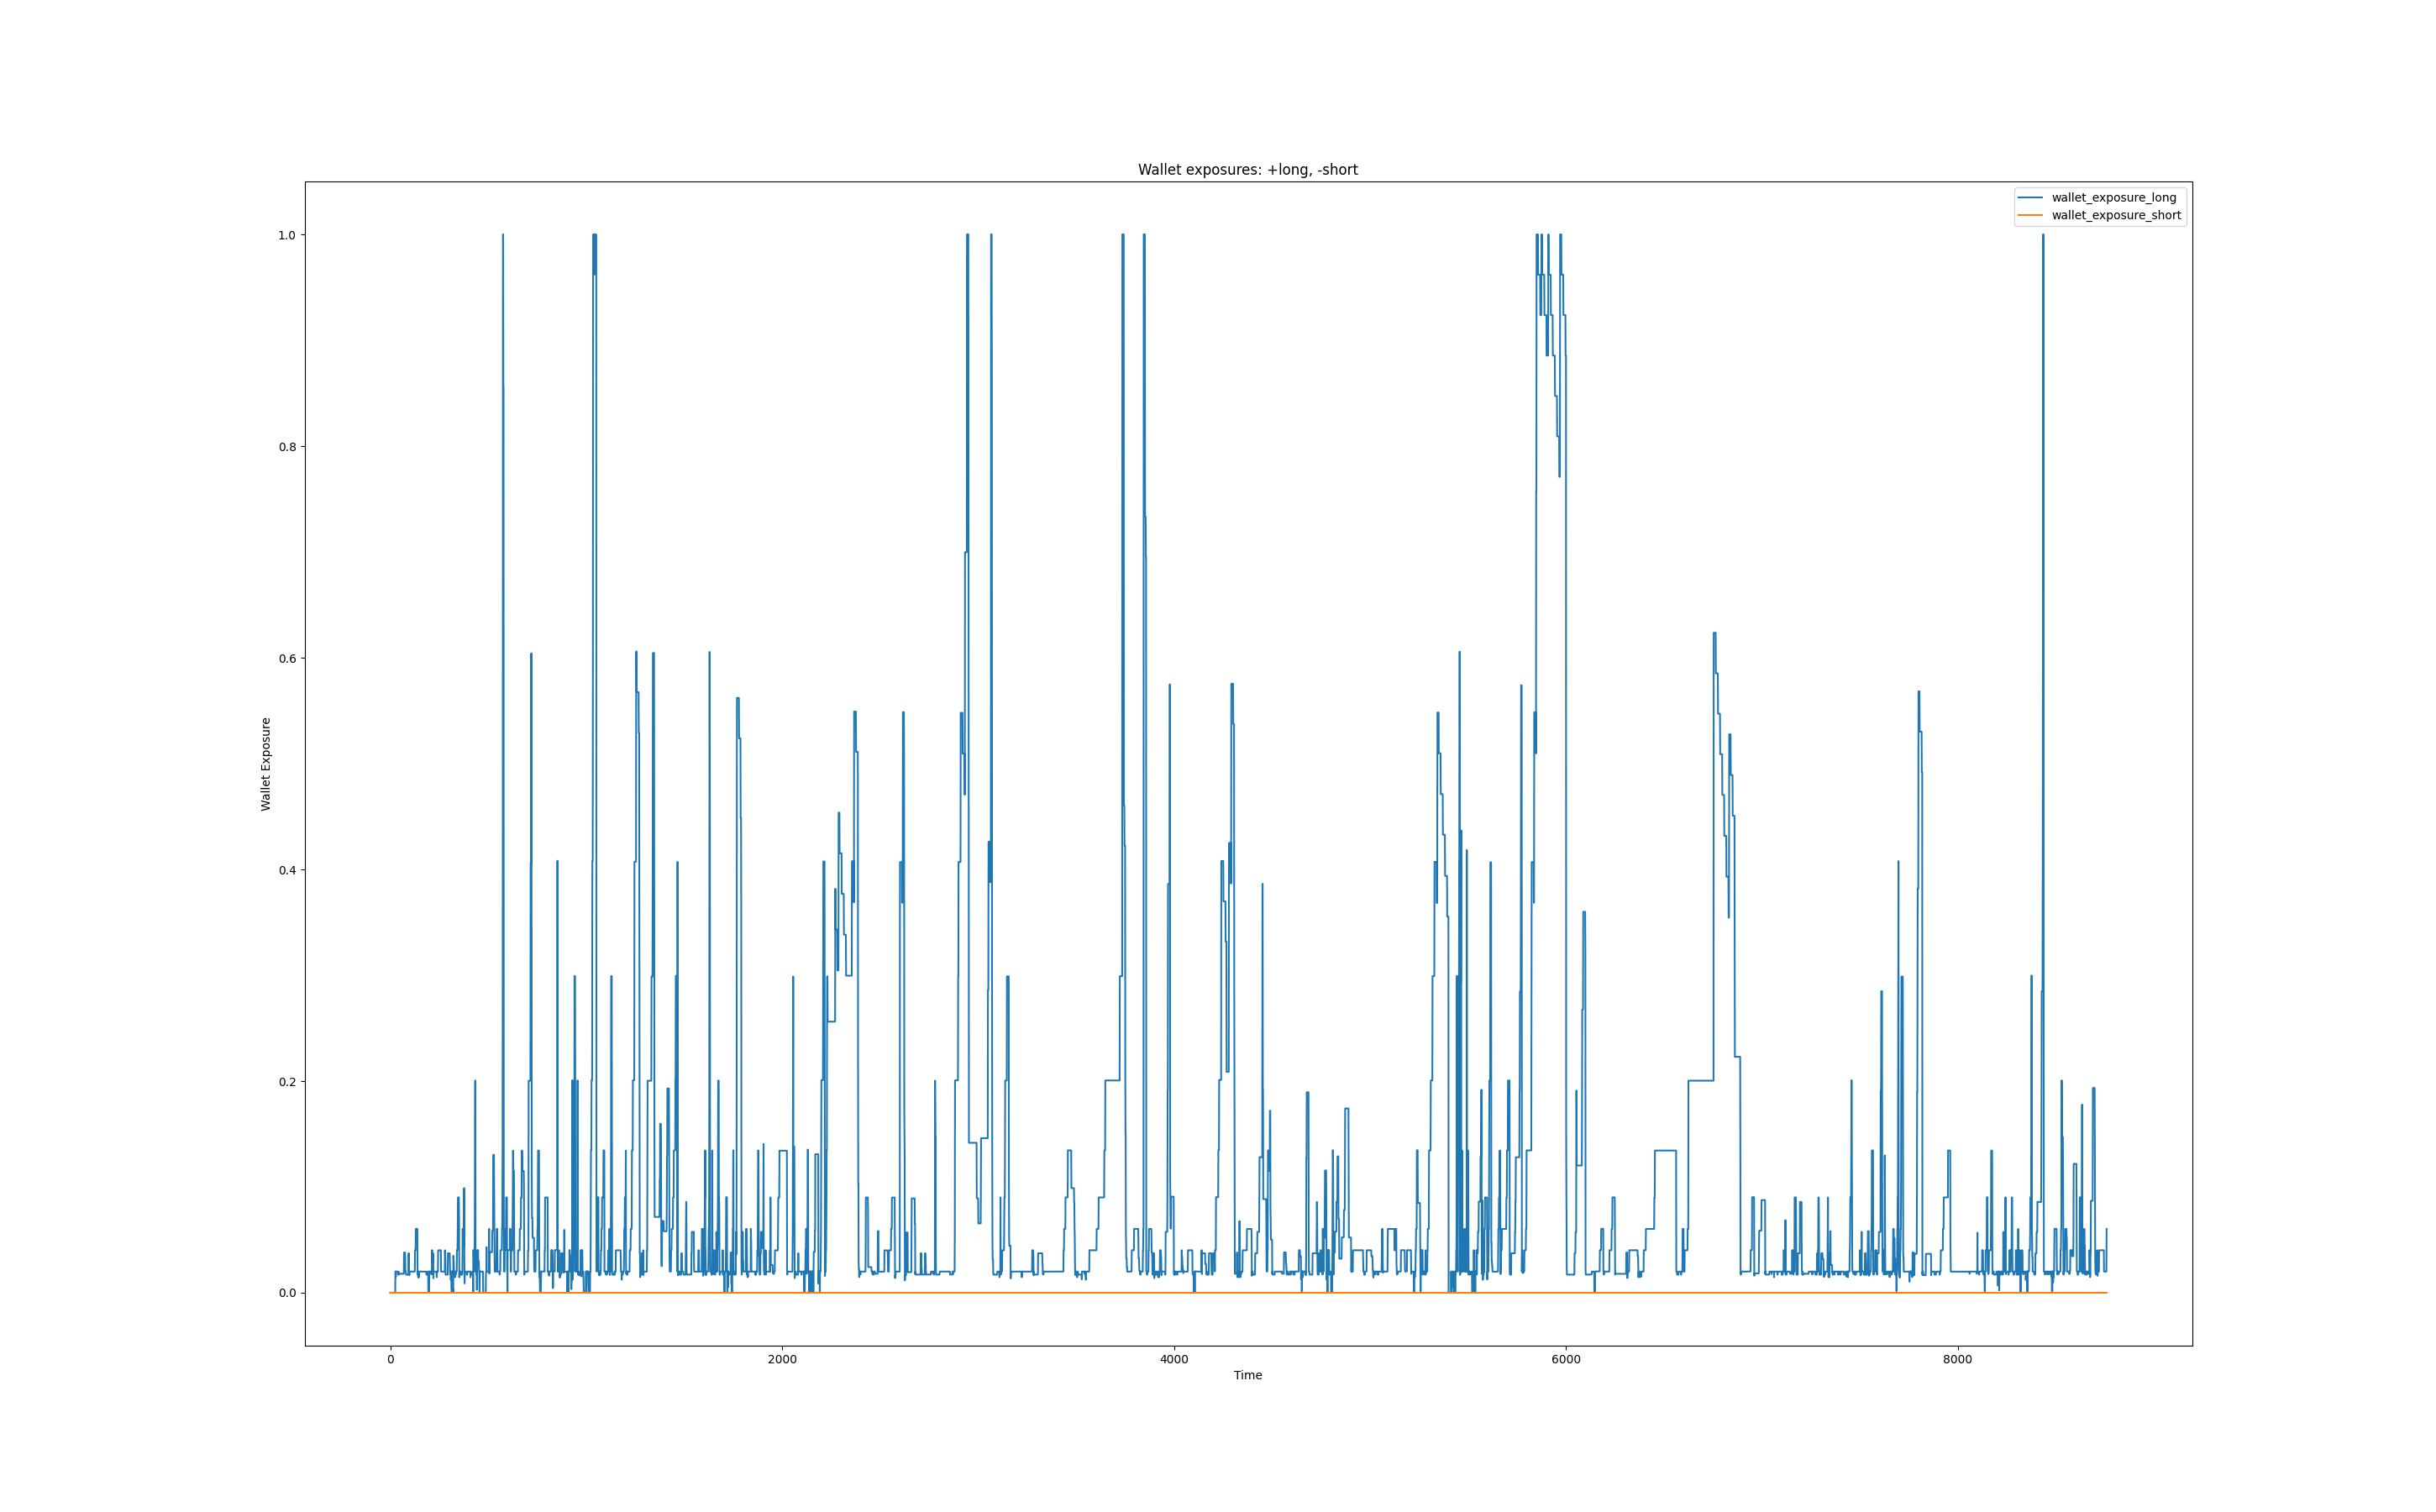 Wallet exposures: +long, -short
wallet_exposure_long
wallet_exposure_short
1.0
0.8
0.6
0.4
0.2
0.0
Wallet Exposure
0 2000 4000 6000 8000
Time